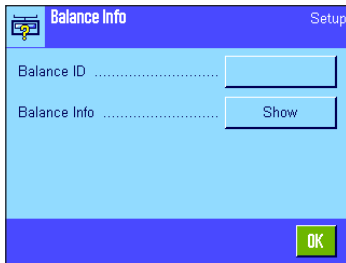 Balance Info
Setup
Balance ID ............................
Balance Info ......................... Show
OK